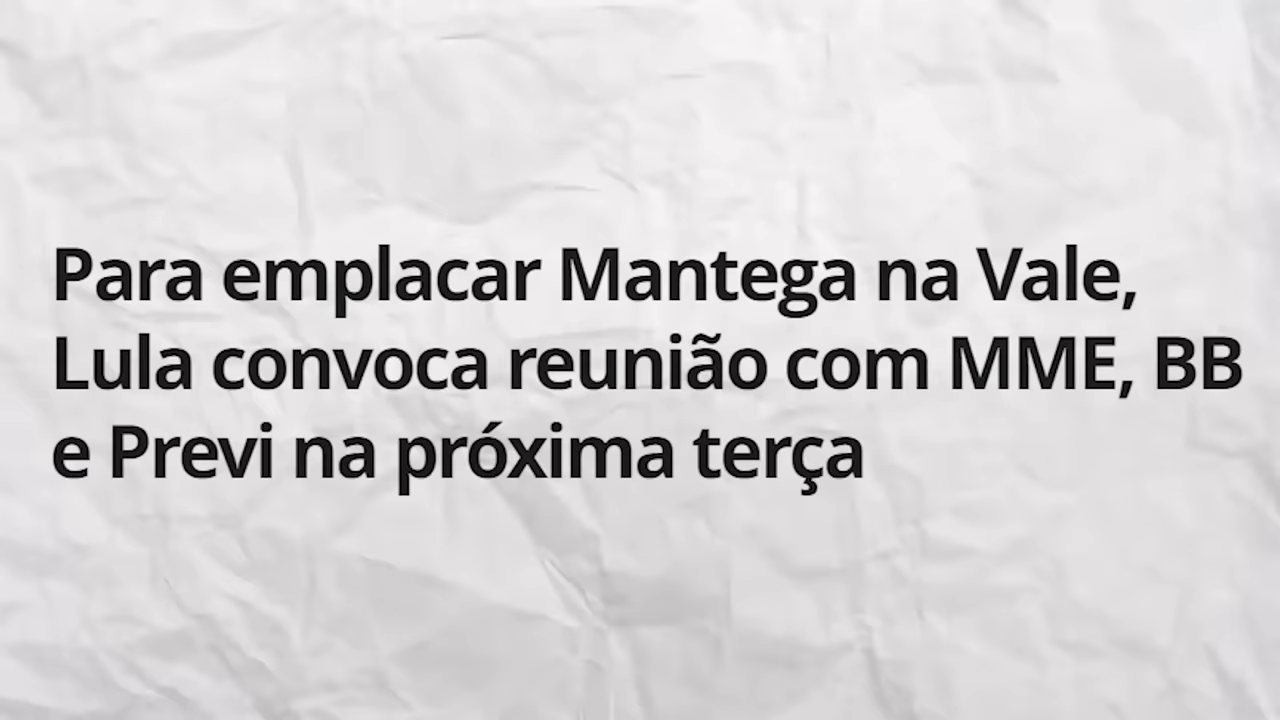 Para emplacar Mantega na Vale,
Lula convoca reunião com MME, BB
e Previ na próxima terça